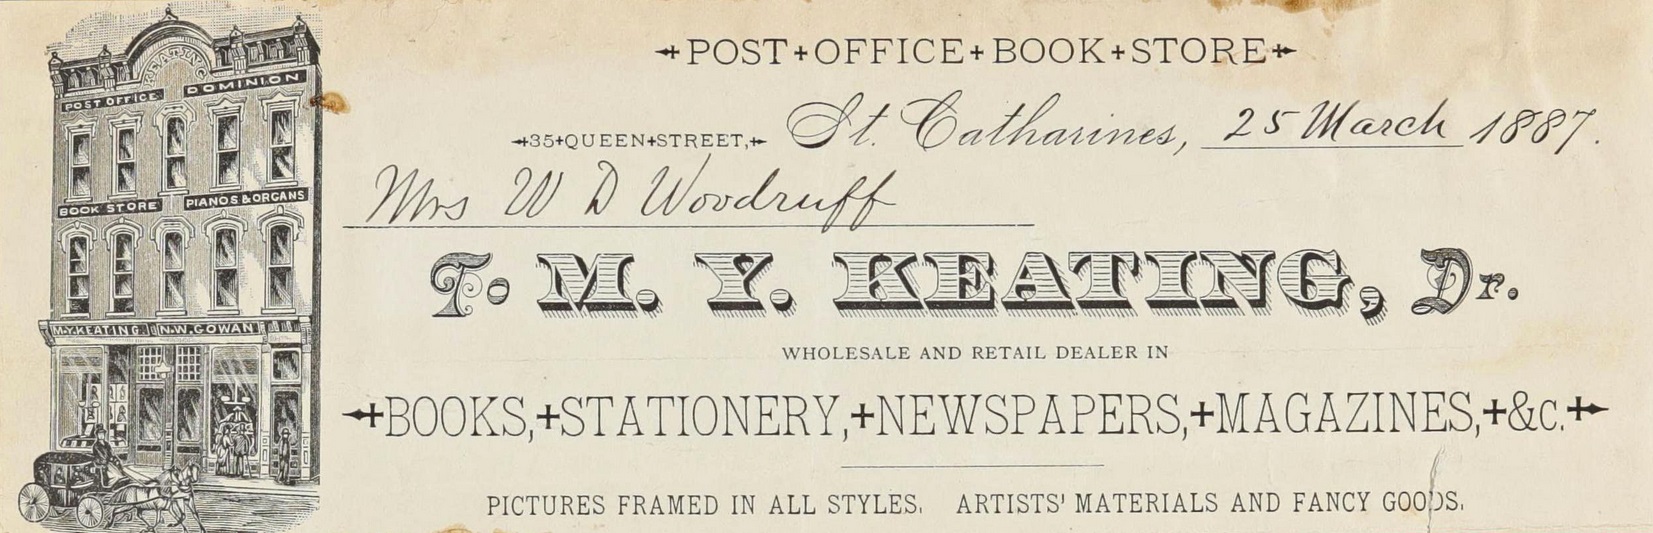 POST OFFICE BOOK STORE
35 QUEEN STREET, St. Catharines, 25 March 1887.
Mrs W D Woodruff
To M. Y. KEATING, Dr.
WHOLESALE AND RETAIL DEALER IN
BOOKS, STATIONERY, NEWSPAPERS, MAGAZINES, &c.
PICTURES FRAMED IN ALL STYLES. ARTISTS' MATERIALS AND FANCY GOODS.
KEATING
POST OFFICE DOMINION
BOOK STORE PIANOS & ORGANS
M.Y. KEATING. N.W. GOWAN